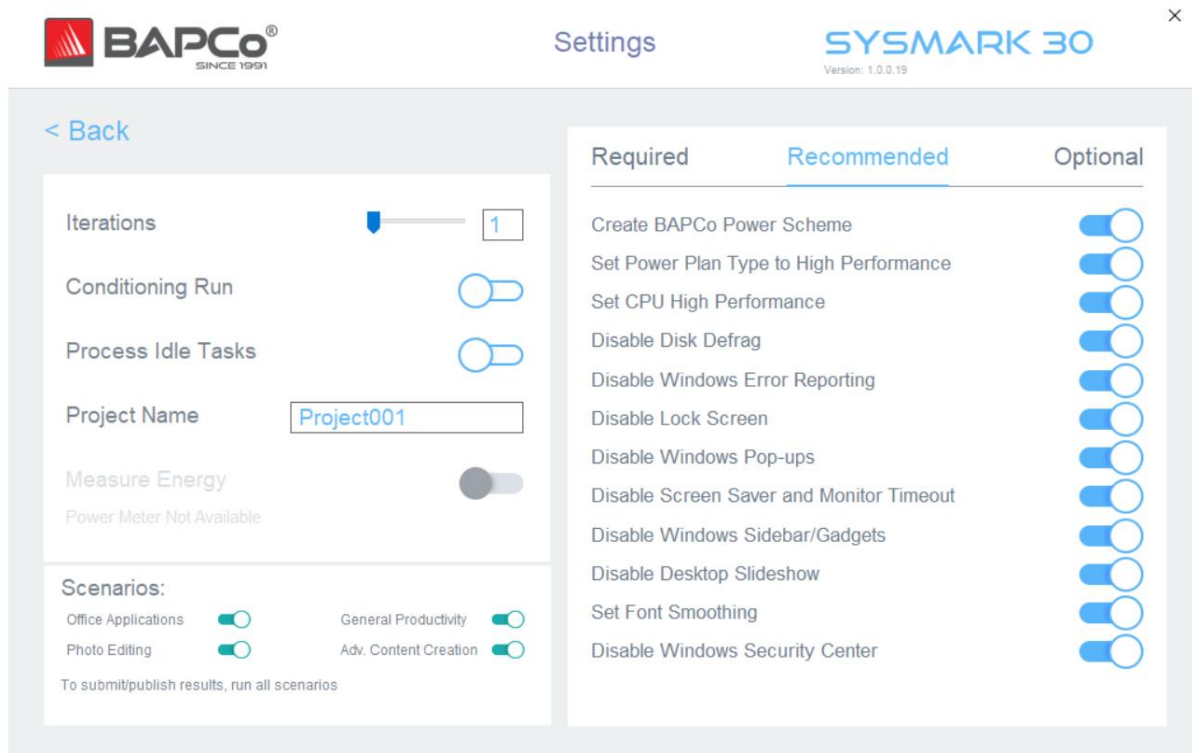 BAPCo®
SINCE 1991
Settings
SYSMARK 30
Version: 1.0.0.19
< Back
Iterations 1
Conditioning Run
Process Idle Tasks
Project Name Project001
Measure Energy
Power Meter Not Available
Scenarios:
Office Applications General Productivity
Photo Editing Adv. Content Creation
To submit/publish results, run all scenarios
Required Recommended Optional
Create BAPCo Power Scheme
Set Power Plan Type to High Performance
Set CPU High Performance
Disable Disk Defrag
Disable Windows Error Reporting
Disable Lock Screen
Disable Windows Pop-ups
Disable Screen Saver and Monitor Timeout
Disable Windows Sidebar/Gadgets
Disable Desktop Slideshow
Set Font Smoothing
Disable Windows Security Center